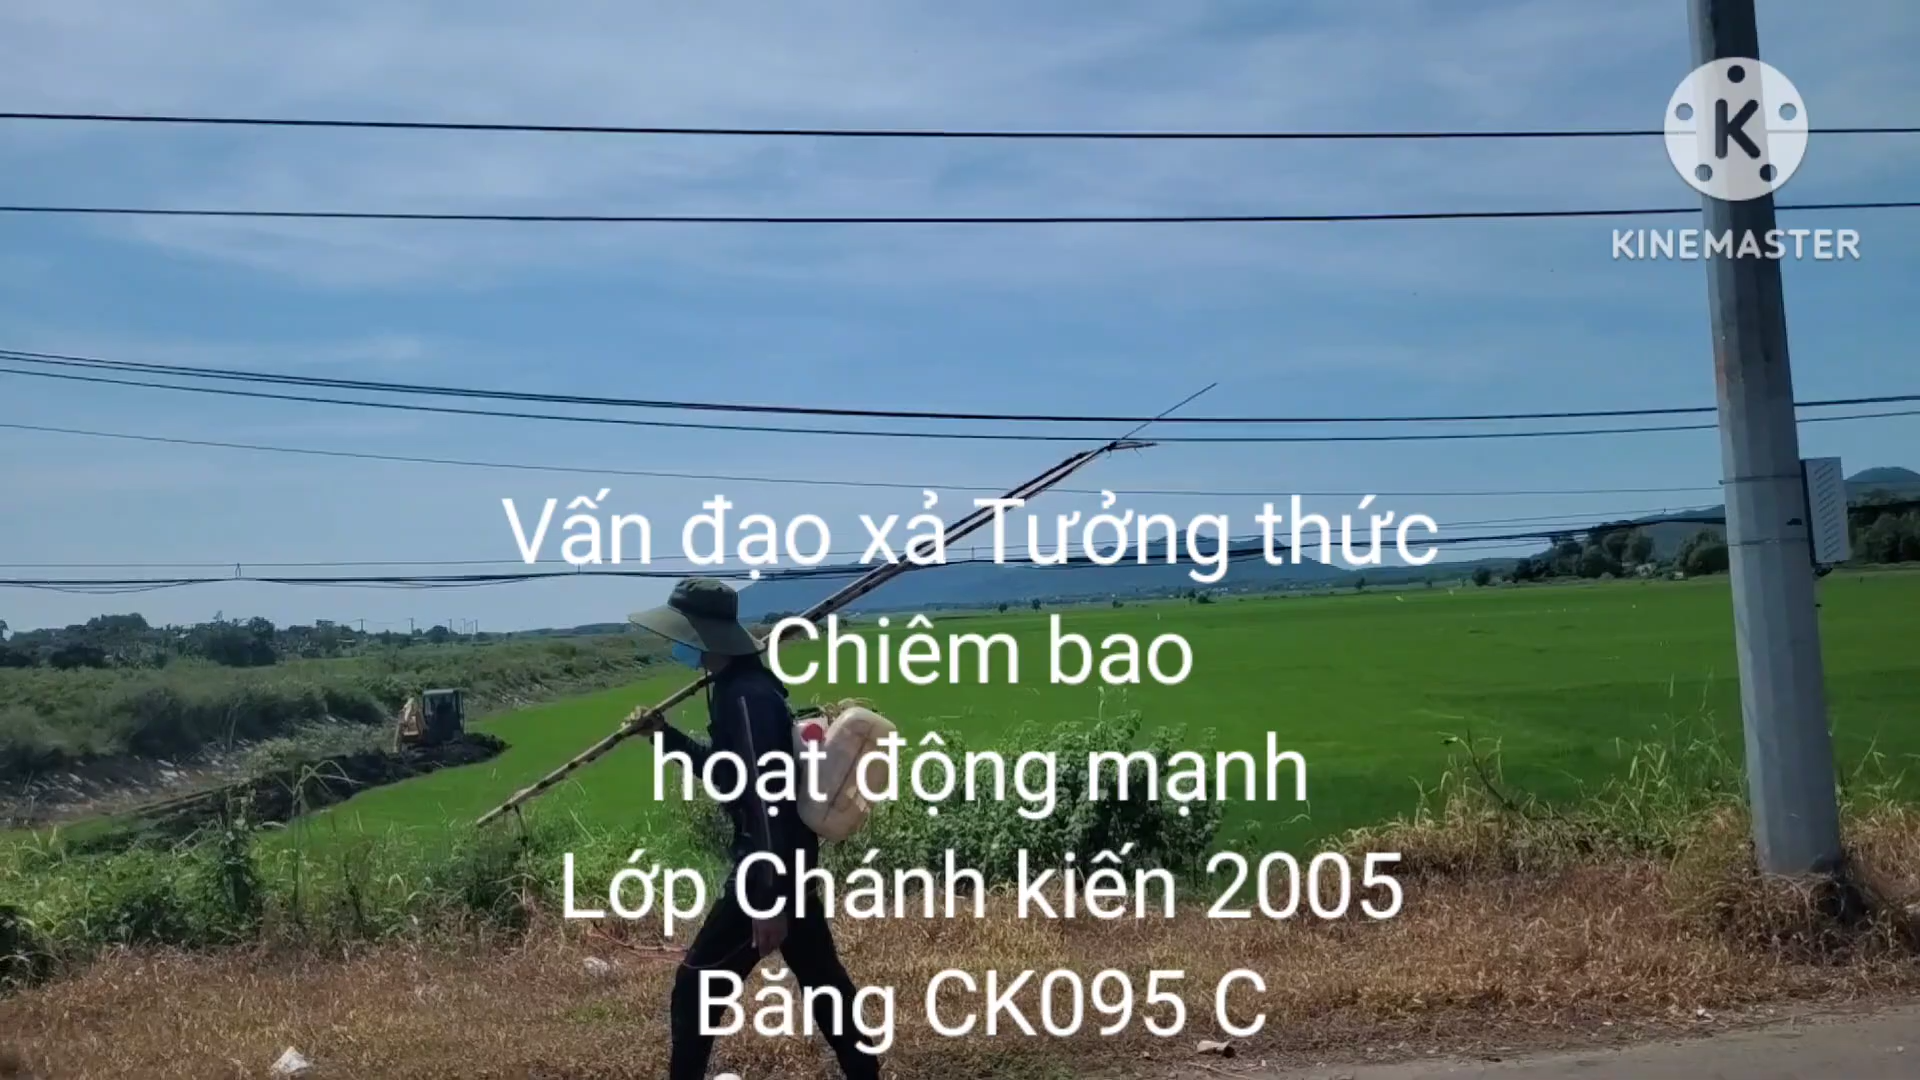 KINEMASTER
Vấn đạo xả Tưởng thức
Chiêm bao
hoạt động mạnh
Lớp Chánh kiến 2005
Băng CK095 C